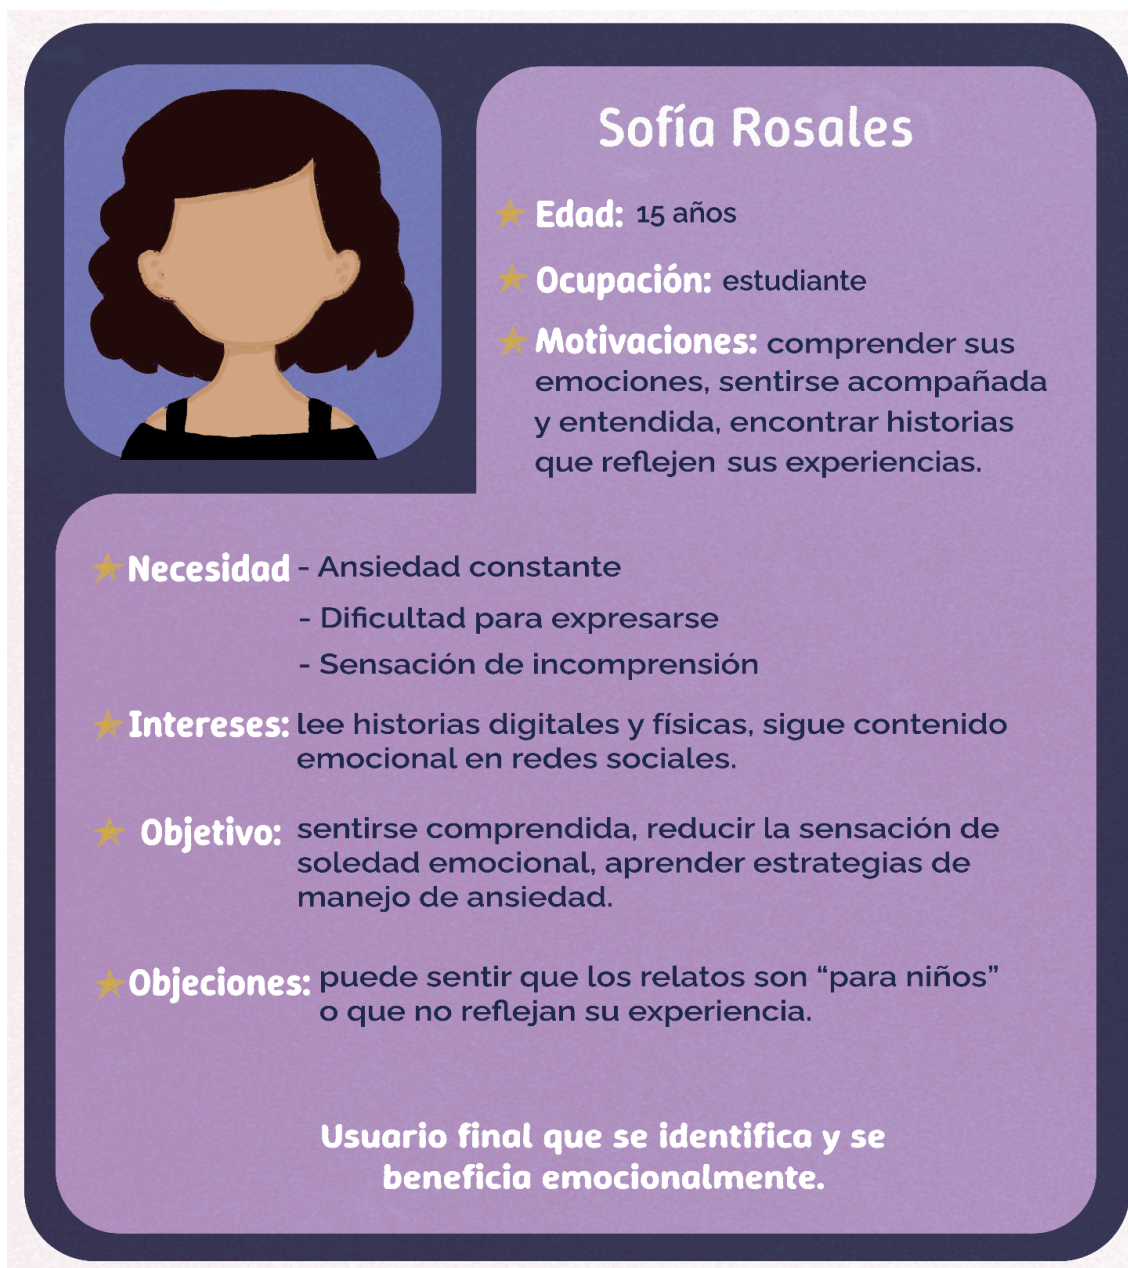 Sofía Rosales
Edad: 15 años
Ocupación: estudiante
Motivaciones: comprender sus
emociones, sentirse acompañada
y entendida, encontrar historias
que reflejen sus experiencias.
Necesidad - Ansiedad constante
- Dificultad para expresarse
- Sensación de incomprensión
Intereses: lee historias digitales y físicas, sigue contenido
emocional en redes sociales.
Objetivo: sentirse comprendida, reducir la sensación de
soledad emocional, aprender estrategias de
manejo de ansiedad.
Objeciones: puede sentir que los relatos son “para niños”
o que no reflejan su experiencia.
Usuario final que se identifica y se
beneficia emocionalmente.